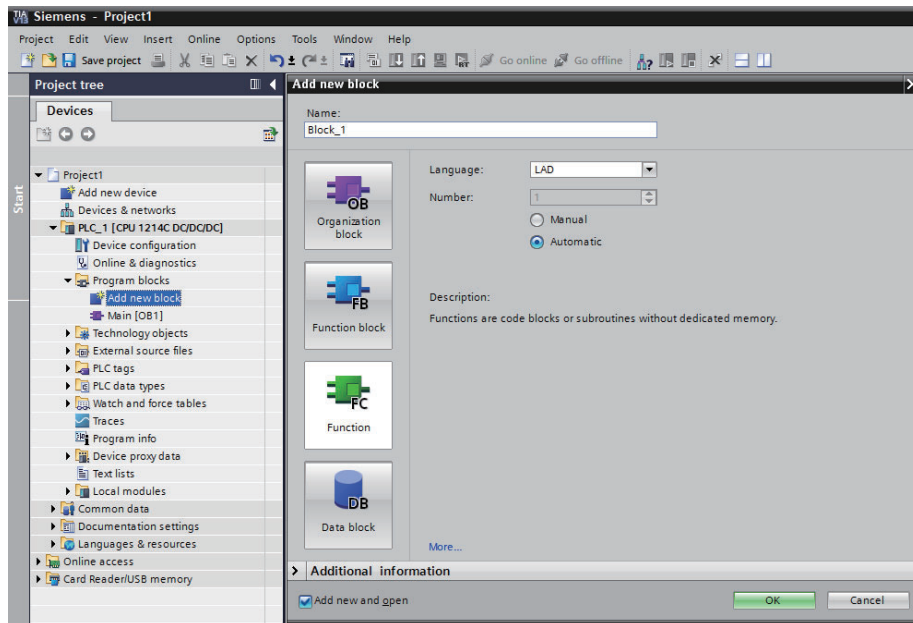 Siemens - Project1
Project Edit View Insert Online Options Tools Window Help
Save project Go online Go offline
Project tree
Devices
Start
Project1
Add new device
Devices & networks
PLC_1 [CPU 1214C DC/DC/DC]
Device configuration
Online & diagnostics
Program blocks
Add new block
Main [OB1]
Technology objects
External source files
PLC tags
PLC data types
Watch and force tables
Traces
Program info
Device proxy data
Text lists
Local modules
Common data
Documentation settings
Languages & resources
Online access
Card Reader/USB memory
Add new block
Name:
Block_1
OB
Organization
block
FB
Function block
FC
Function
DB
Data block
Language: LAD
Number: 1
Manual
Automatic
Description:
Functions are code blocks or subroutines without dedicated memory.
More...
Additional information
Add new and open
OK Cancel